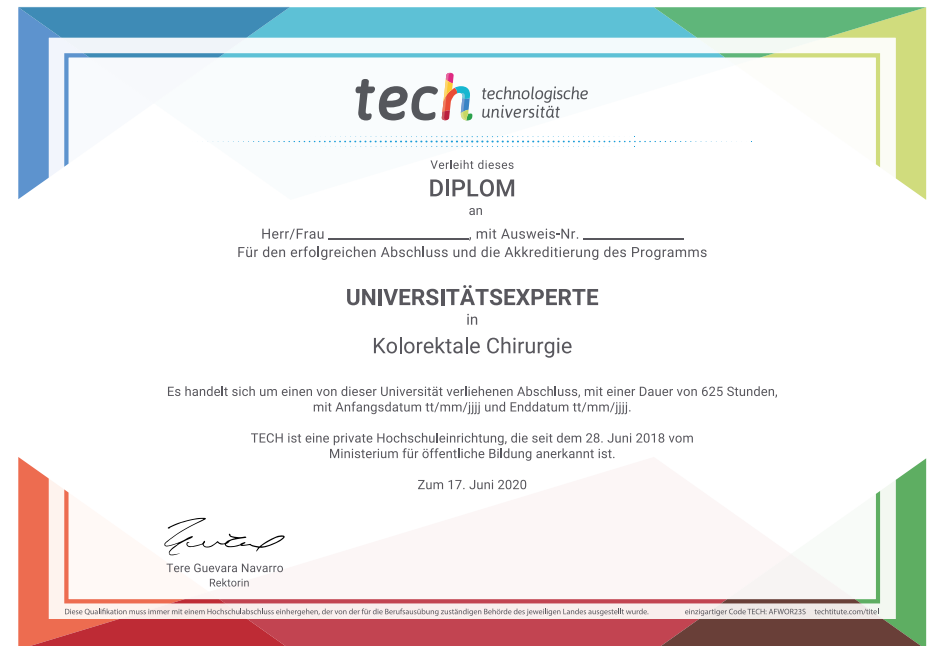 tech technologische
universität
Verleiht dieses
DIPLOM
an
Herr/Frau ____________, mit Ausweis-Nr. ____________
Für den erfolgreichen Abschluss und die Akkreditierung des Programms
UNIVERSITÄTSEXPERTE
in
Kolorektale Chirurgie
Es handelt sich um einen von dieser Universität verliehenen Abschluss, mit einer Dauer von 625 Stunden,
mit Anfangsdatum tt/mm/jjjj und Enddatum tt/mm/jjjj.
TECH ist eine private Hochschuleinrichtung, die seit dem 28. Juni 2018 vom
Ministerium für öffentliche Bildung anerkannt ist.
Zum 17. Juni 2020
Tere Guevara Navarro
Rektorin
Diese Qualifikation muss immer mit einem Hochschulabschluss einhergehen, der von der für die Berufsausübung zuständigen Behörde des jeweiligen Landes ausgestellt wurde. einzigartiger Code TECH: AFWOR23S techtitute.com/titel